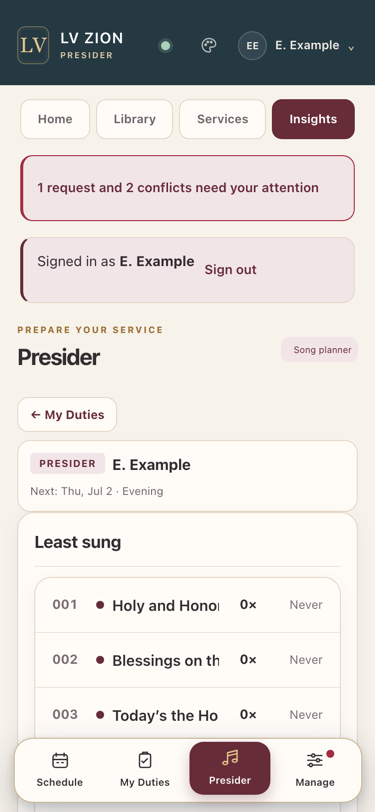 LV
LV ZION
PRESIDER
EE
E. Example
Home
Library
Services
Insights
1 request and 2 conflicts need your attention
Signed in as E. Example
Sign out
PREPARE YOUR SERVICE
Presider
Song planner
← My Duties
PRESIDER E. Example
Next: Thu, Jul 2 · Evening
Least sung
001 Holy and Honor 0× Never
002 Blessings on th 0× Never
003 Today’s the Ho 0× Never
Schedule
My Duties
Presider
Manage